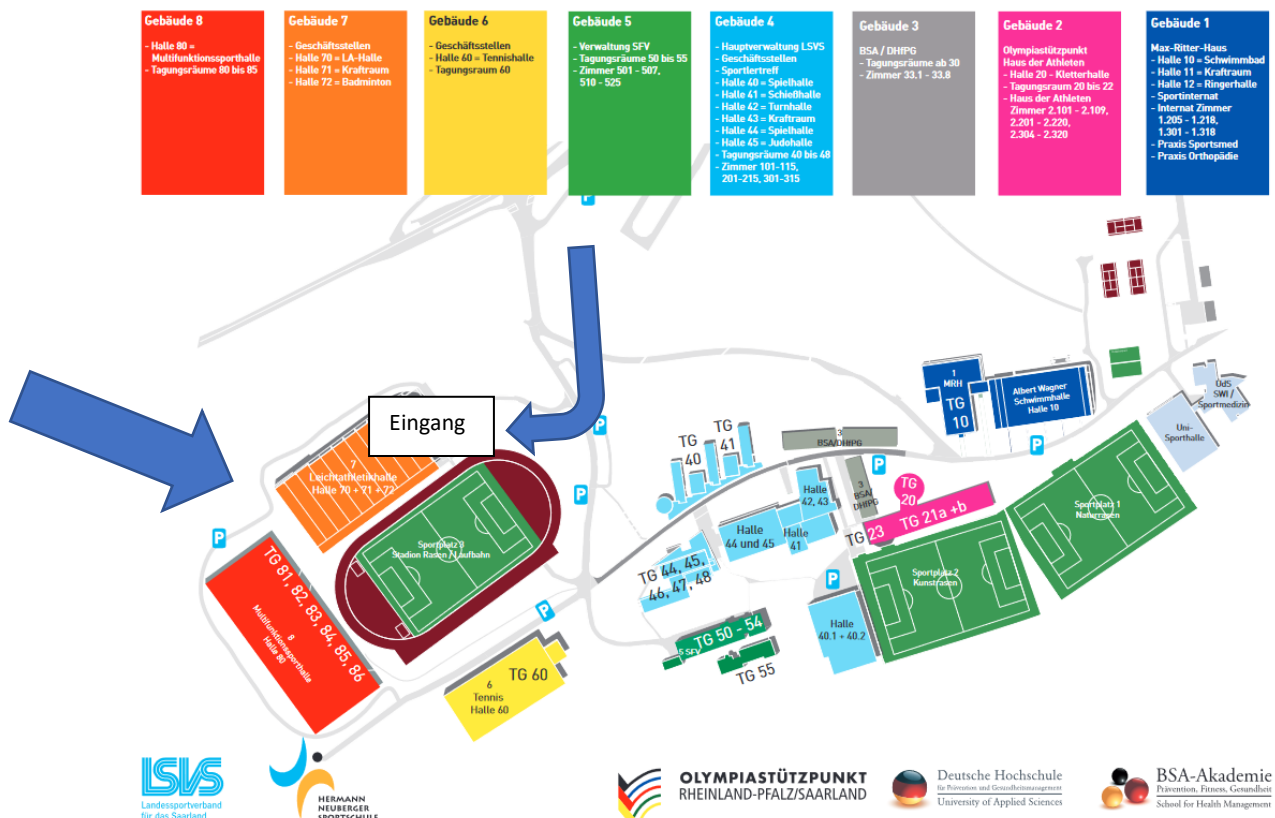 Gebäude 8
- Halle 80 =
Multifunktionssporthalle
- Tagungsräume 80 bis 85
Gebäude 7
- Geschäftsstellen
- Halle 70 = LA-Halle
- Halle 71 = Kraftraum
- Halle 72 = Badminton
Gebäude 6
- Geschäftsstellen
- Halle 60 = Tennishalle
- Tagungsraum 60
Gebäude 5
- Verwaltung SFV
- Tagungsräume 50 bis 55
- Zimmer 501 - 507,
510 - 525
Gebäude 4
- Hauptverwaltung LSVS
- Geschäftsstellen
- Sportlertreff
- Halle 40 = Spielhalle
- Halle 41 = Schießhalle
- Halle 42 = Turnhalle
- Halle 43 = Kraftraum
- Halle 44 = Spielhalle
- Halle 45 = Judohalle
- Tagungsräume 40 bis 48
- Zimmer 101-115,
201-215, 301-315
Gebäude 3
BSA / DHfPG
- Tagungsräume ab 30
- Zimmer 33.1 - 33.8
Gebäude 2
Olympiastützpunkt
Haus der Athleten
- Halle 20 - Kletterhalle
- Tagungsraum 20 bis 22
- Haus der Athleten
Zimmer 2.101 - 2.109,
2.201 - 2.220,
2.304 - 2.320
Gebäude 1
Max-Ritter-Haus
- Halle 10 = Schwimmbad
- Halle 11 = Kraftraum
- Halle 12 = Ringerhalle
- Sportinternat
- Internat Zimmer
1.205 - 1.218,
1.301 - 1.318
- Praxis Sportsmed
- Praxis Orthopädie
P
Eingang
7
Leichtathletikhalle
Halle 70 + 71 + 72
P
TG 81, 82, 83, 84, 85, 86
8
Multifunktionssporthalle
Halle 80
Sportplatz 3
Stadion Rasen / Laufbahn
P
P
P
6
Tennis
Halle 60
TG 60
TG
40
TG
41
3
BSA/DHfPG
1
MRH
TG
10
Albert Wagner
Schwimmhalle
Halle 10
P
UdS
SWI /
Sportmedizin
Uni-
Sporthalle
P
3
BSA/
DHfPG
Halle
42, 43
Halle
44 und 45
Halle
41
TG
20
TG 23
TG 21a +b
Sportplatz 1
Naturrasen
Sportplatz 2
Kunstrasen
TG 44, 45,
46, 47, 48
P
Halle
40.1 + 40.2
TG 50 - 54
5 SFV
TG 55
LSVS
Landessportverband
für das Saarland
HERMANN
NEUBERGER
SPORTSCHULE
OLYMPIASTÜTZPUNKT
RHEINLAND-PFALZ/SAARLAND
Deutsche Hochschule
für Prävention und Gesundheitsmanagement
University of Applied Sciences
BSA-Akademie
Prävention, Fitness, Gesundheit
School for Health Management